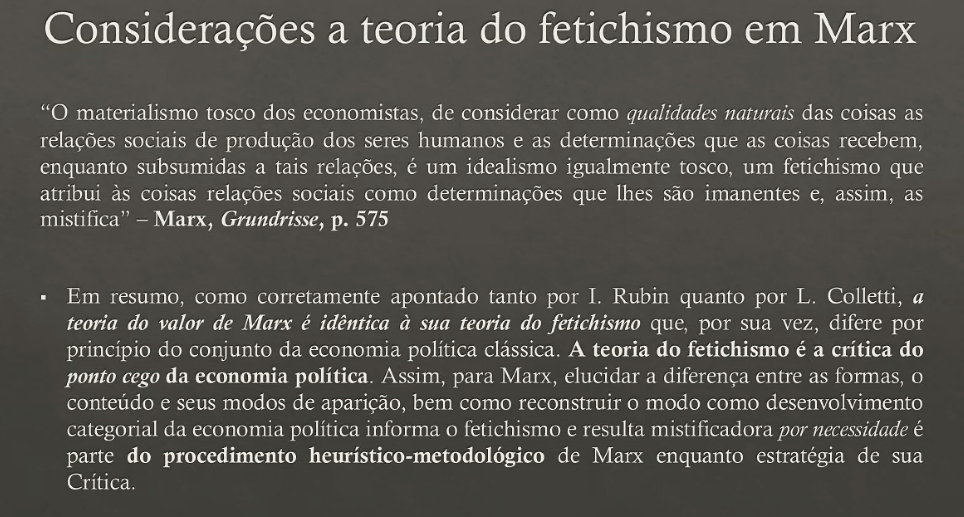 Considerações a teoria do fetichismo em Marx
“O materialismo tosco dos economistas, de considerar como qualidades naturais das coisas as
relações sociais de produção dos seres humanos e as determinações que as coisas recebem,
enquanto subsumidas a tais relações, é um idealismo igualmente tosco, um fetichismo que
atribui às coisas relações sociais como determinações que lhes são imanentes e, assim, as
mistifica” – Marx, Grundrisse, p. 575
▪ Em resumo, como corretamente apontado tanto por I. Rubin quanto por L. Colletti, a
teoria do valor de Marx é idêntica à sua teoria do fetichismo que, por sua vez, difere por
princípio do conjunto da economia política clássica. A teoria do fetichismo é a crítica do
ponto cego da economia política. Assim, para Marx, elucidar a diferença entre as formas, o
conteúdo e seus modos de aparição, bem como reconstruir o modo como desenvolvimento
categorial da economia política informa o fetichismo e resulta mistificadora por necessidade é
parte do procedimento heurístico-metodológico de Marx enquanto estratégia de sua
Crítica.